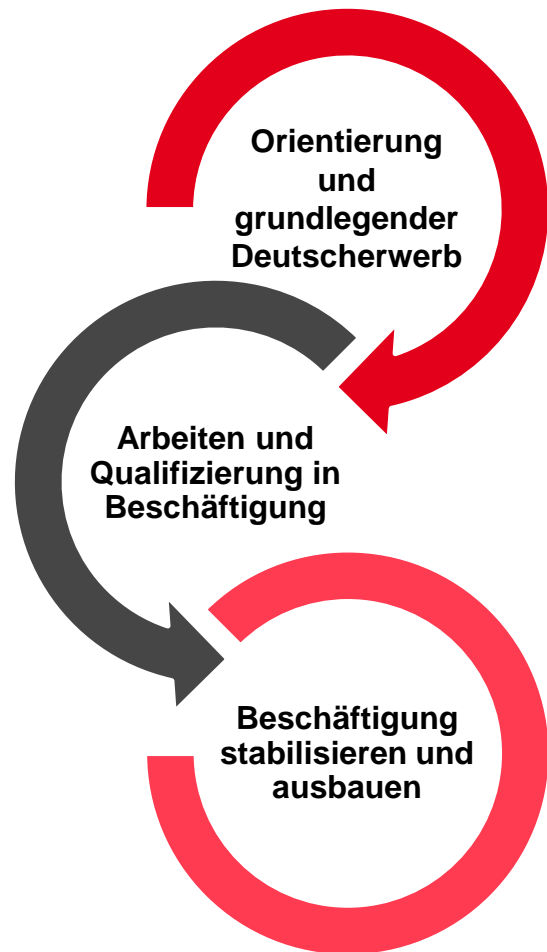 Orientierung
und
grundlegender
Deutscherwerb
Arbeiten und
Qualifizierung in
Beschäftigung
Beschäftigung
stabilisieren und
ausbauen